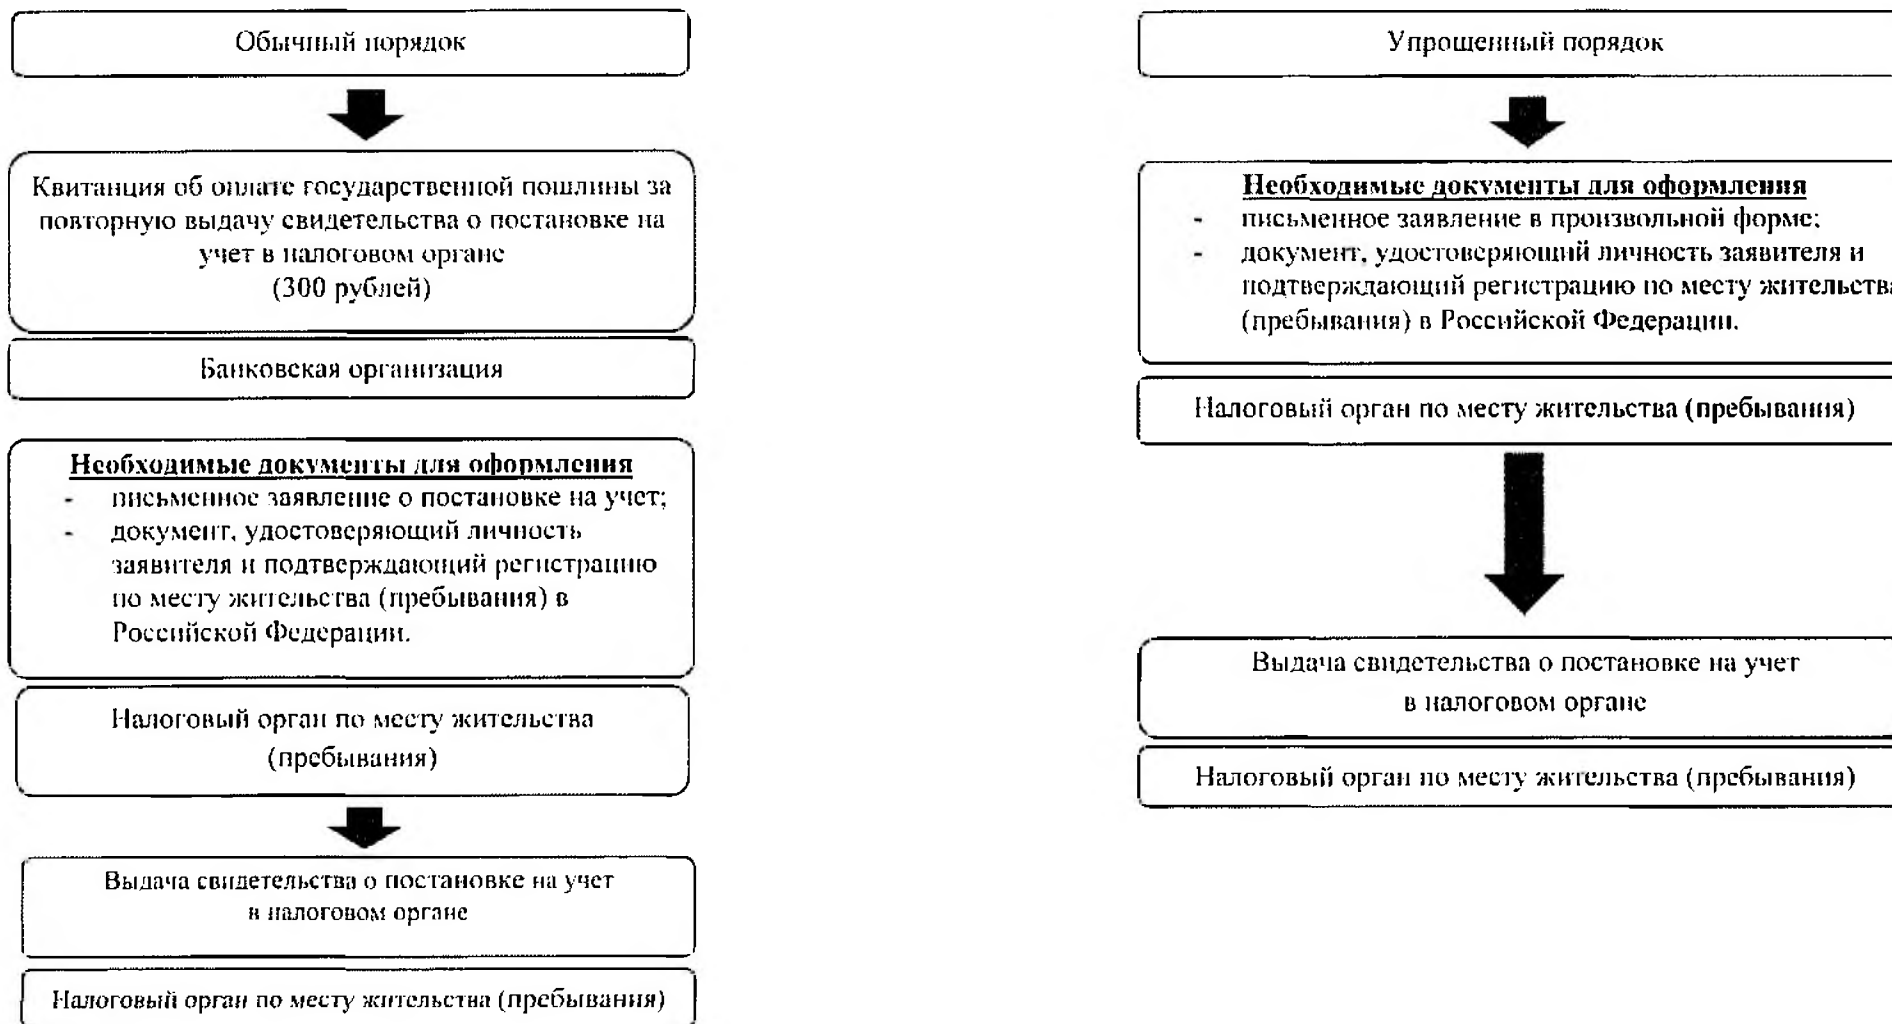 Обычный порядок
Квитанция об оплате государственной пошлины за
повторную выдачу свидетельства о постановке на
учет в налоговом органе
(300 рублей)
Банковская организация
Необходимые документы для оформления
- письменное заявление о постановке на учет;
- документ, удостоверяющий личность
заявителя и подтверждающий регистрацию
по месту жительства (пребывания) в
Российской Федерации.
Налоговый орган по месту жительства
(пребывания)
Выдача свидетельства о постановке на учет
в налоговом органе
Налоговый орган по месту жительства (пребывания)
Упрощенный порядок
Необходимые документы для оформления
- письменное заявление в произвольной форме;
- документ, удостоверяющий личность заявителя и
подтверждающий регистрацию по месту жительства
(пребывания) в Российской Федерации.
Налоговый орган по месту жительства (пребывания)
Выдача свидетельства о постановке на учет
в налоговом органе
Налоговый орган по месту жительства (пребывания)